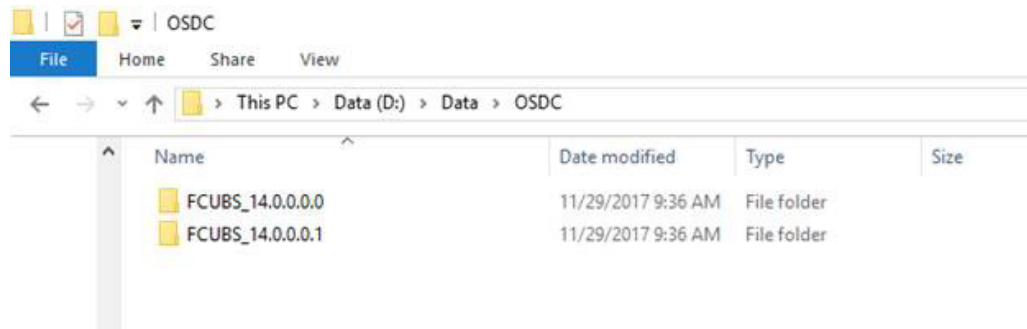 OSDC
File Home Share View
This PC > Data (D:) > Data > OSDC
Name Date modified Type Size
FCUBS_14.0.0.0.0 11/29/2017 9:36 AM File folder
FCUBS_14.0.0.0.1 11/29/2017 9:36 AM File folder